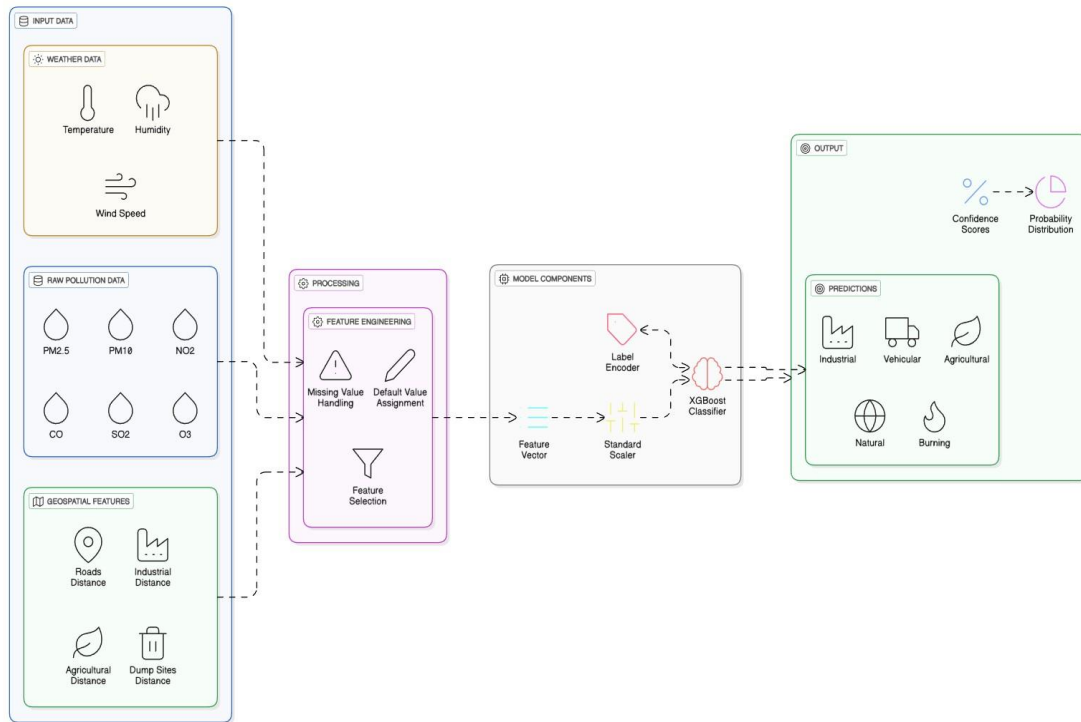 INPUT DATA
WEATHER DATA
Temperature
Humidity
Wind Speed
RAW POLLUTION DATA
PM2.5
PM10
NO2
CO
SO2
O3
GEOSPATIAL FEATURES
Roads
Distance
Industrial
Distance
Agricultural
Distance
Dump Sites
Distance
PROCESSING
FEATURE ENGINEERING
Missing Value
Handling
Default Value
Assignment
Feature
Selection
MODEL COMPONENTS
Label
Encoder
XGBoost
Classifier
Feature
Vector
Standard
Scaler
OUTPUT
Confidence
Scores
Probability
Distribution
PREDICTIONS
Industrial
Vehicular
Agricultural
Natural
Burning